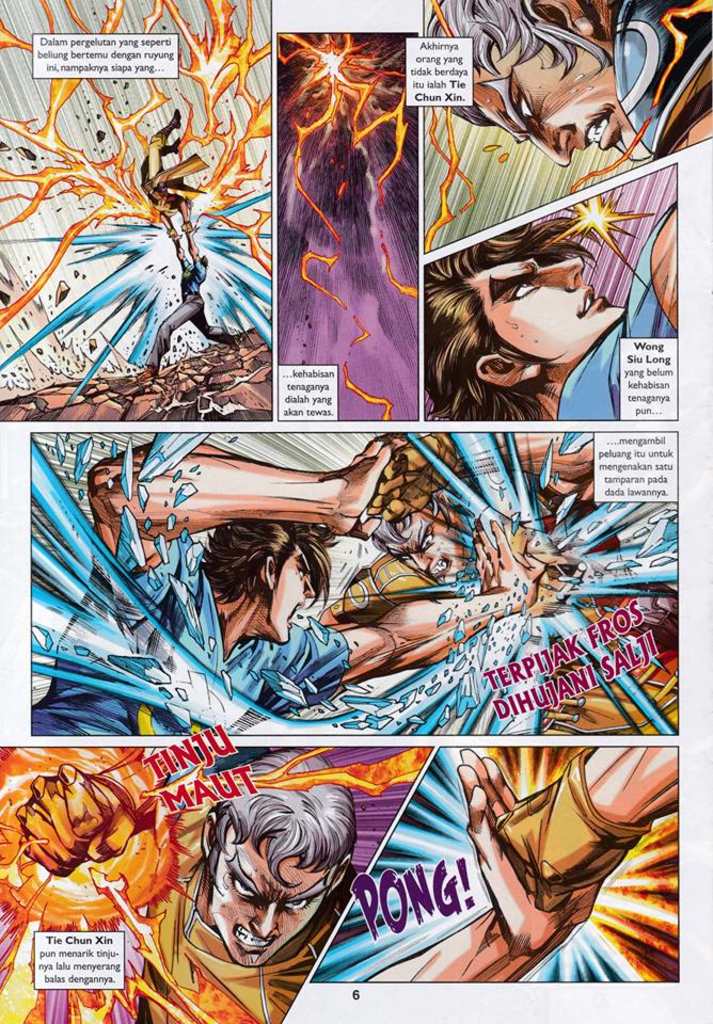 Dalam pergelutan yang seperti
beliung bertemu dengan ruyung
ini, nampaknya siapa yang...
...kehabisan
tenaganya
dialah yang
akan tewas.
Akhirnya
orang yang
tidak berdaya
itu ialah Tie
Chun Xin.
Wong
Siu Long
yang belum
kehabisan
tenaganya
pun...
....mengambil
peluang itu untuk
mengenakan satu
tamparan pada
dada lawannya.
TERPIJAK FROS
DIHUJANI SALJI
TINJU
MAUT
Tie Chun Xin
pun menarik tinju-
nya lalu menyerang
balas dengannya.
PONG!
6